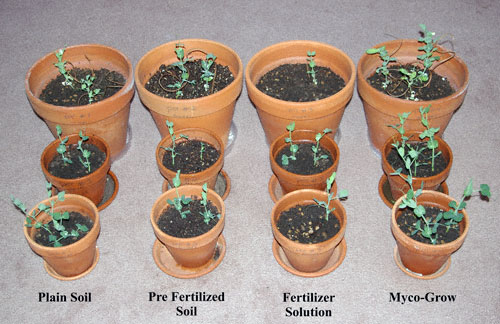 Plain Soil
Pre Fertilized
Soil
Fertilizer
Solution
Myco-Grow